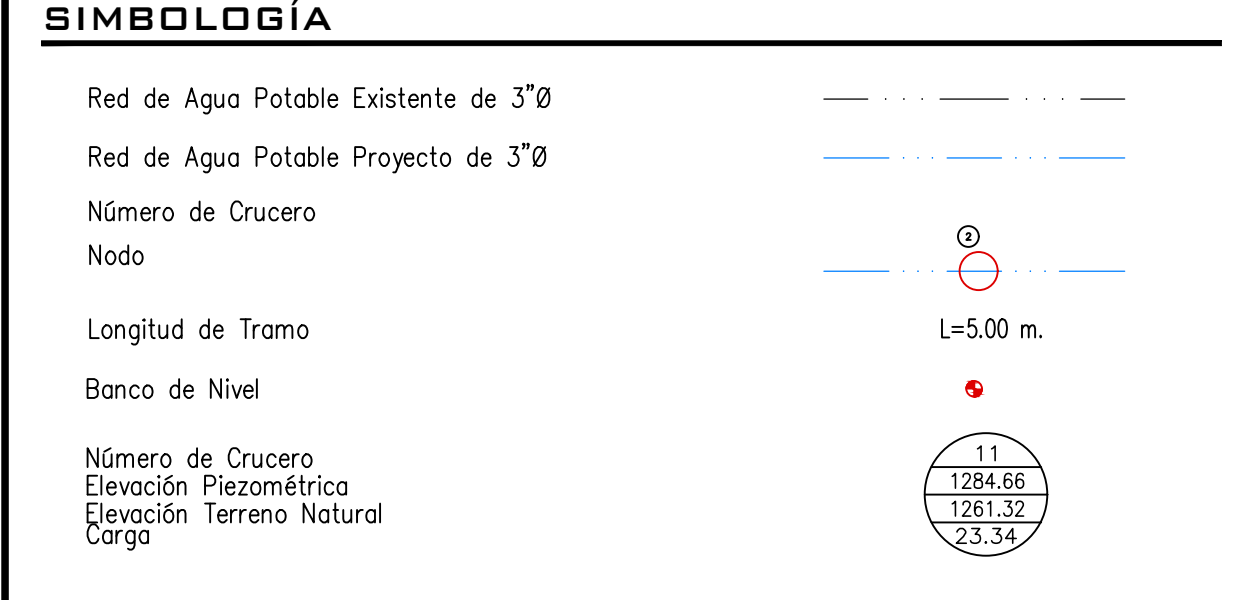 SIMBOLOGÍA
Red de Agua Potable Existente de 3"Ø
Red de Agua Potable Proyecto de 3"Ø
Número de Crucero
2
Nodo
Longitud de Tramo L=5.00 m.
Banco de Nivel
Número de Crucero 11
Elevación Piezométrica 1284.66
Elevación Terreno Natural 1261.32
Carga 23.34